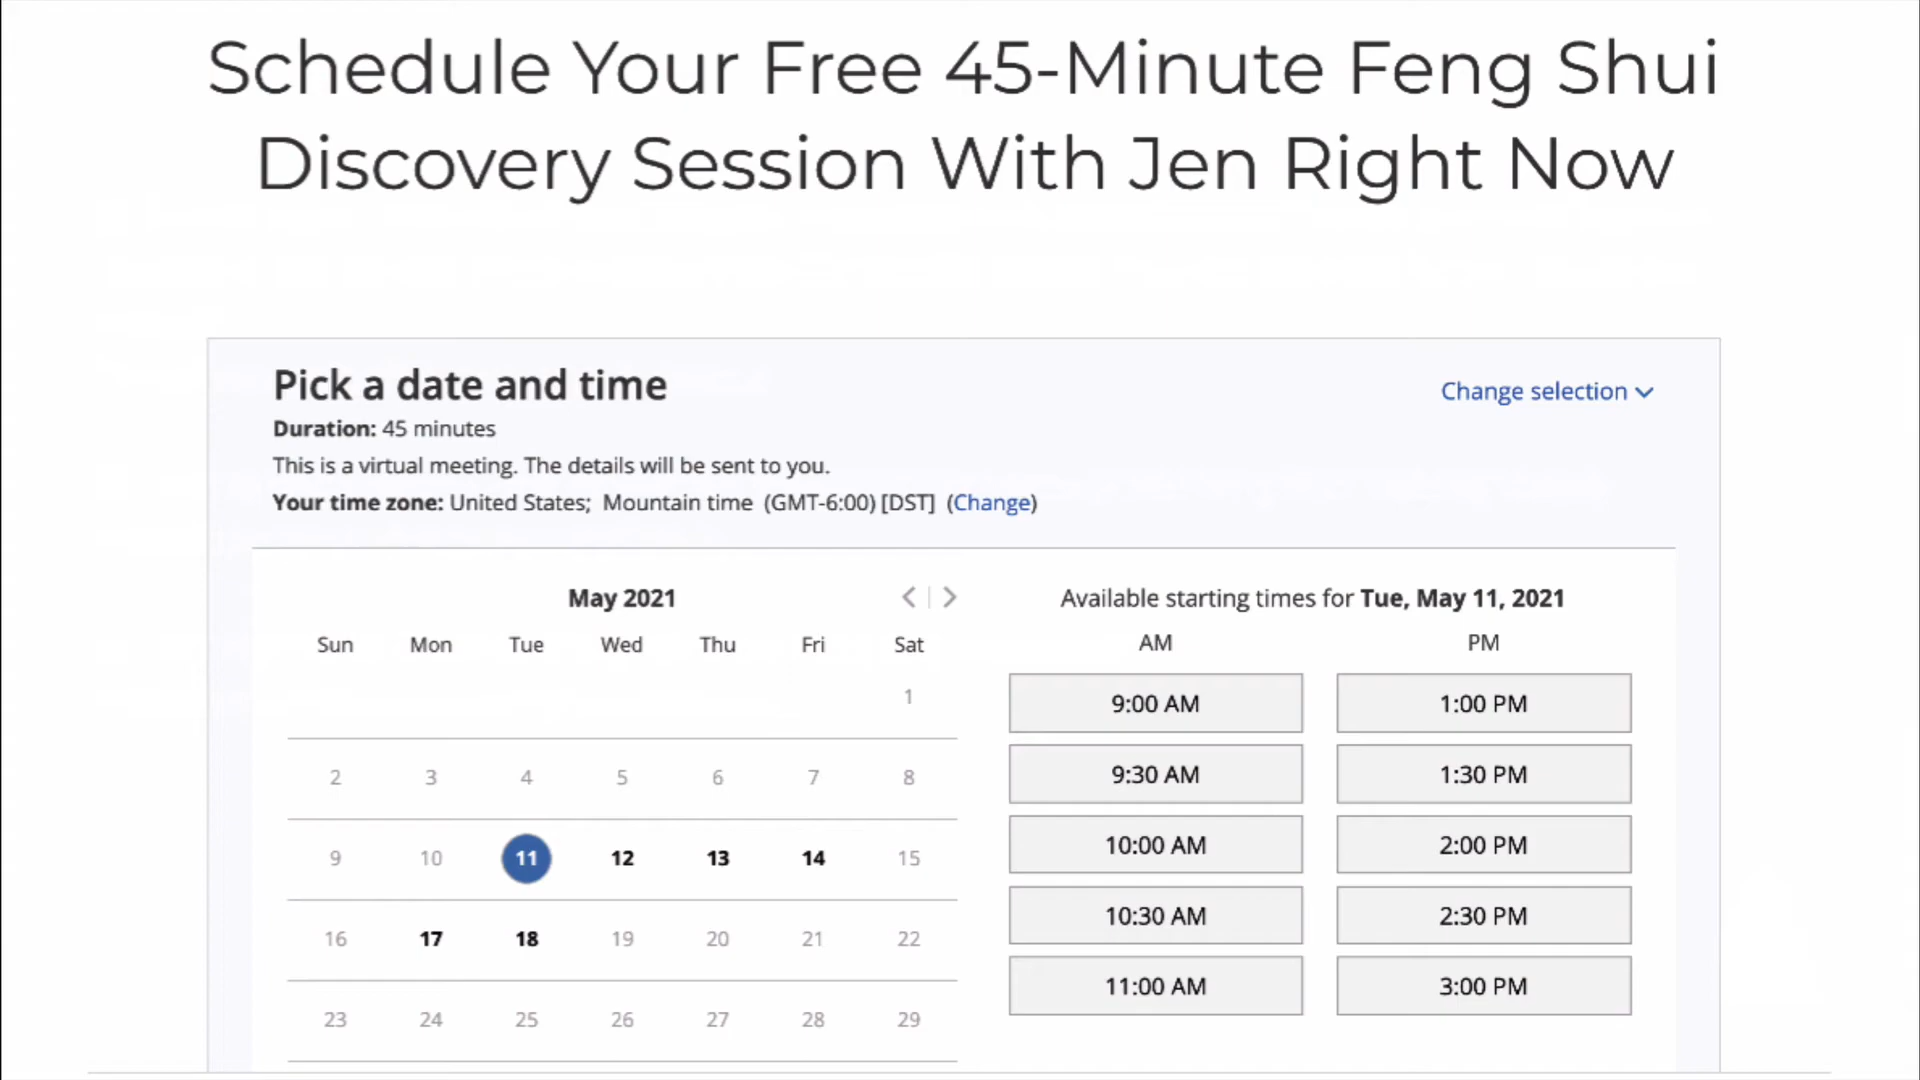 Schedule Your Free 45-Minute Feng Shui
Discovery Session With Jen Right Now
Pick a date and time
Change selection
Duration: 45 minutes
This is a virtual meeting. The details will be sent to you.
Your time zone: United States; Mountain time (GMT-6:00) [DST] (Change)
May 2021
Sun Mon Tue Wed Thu Fri Sat
1
2 3 4 5 6 7 8
9 10 11 12 13 14 15
16 17 18 19 20 21 22
23 24 25 26 27 28 29
Available starting times for Tue, May 11, 2021
AM PM
9:00 AM 1:00 PM
9:30 AM 1:30 PM
10:00 AM 2:00 PM
10:30 AM 2:30 PM
11:00 AM 3:00 PM